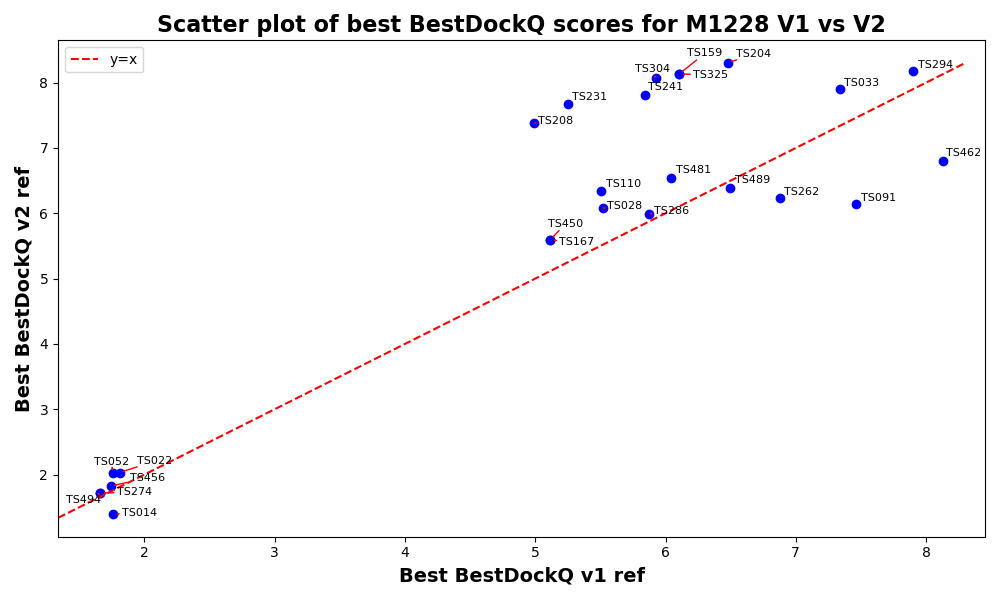 Scatter plot of best BestDockQ scores for M1228 V1 vs V2
y=x
TS159
TS204
TS304
TS325
TS294
TS241
TS033
TS231
TS208
TS462
TS481
TS489
TS110
TS262
TS091
TS028
TS286
TS450
TS167
TS052
TS022
TS456
TS274
TS494
TS014
8
7
6
5
4
3
2
Best BestDockQ v2 ref
2 3 4 5 6 7 8
Best BestDockQ v1 ref